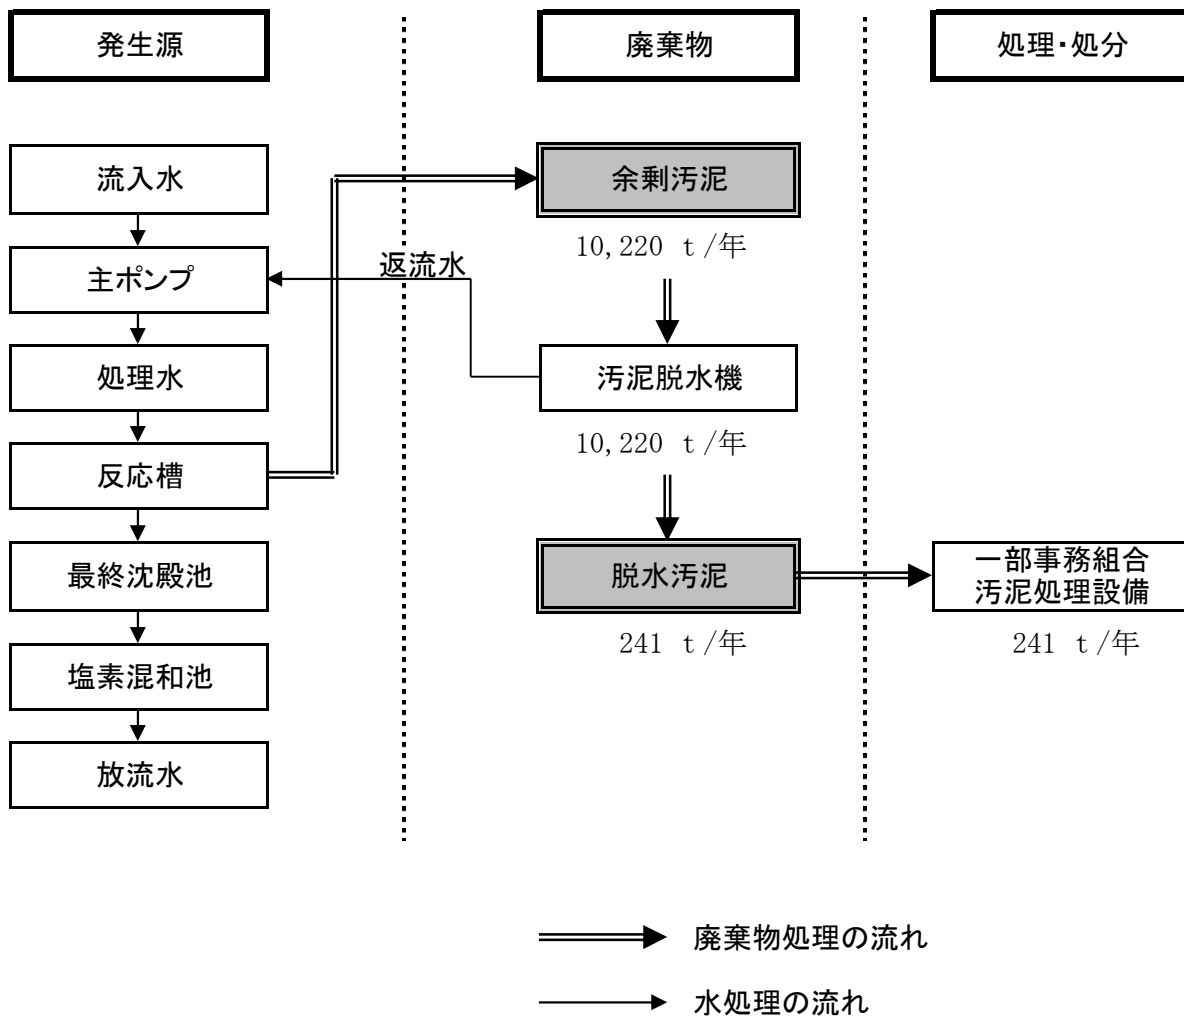 発生源
廃棄物
処理・処分
流入水
余剰汚泥
10,220 t/年
主ポンプ
返流水
処理水
汚泥脱水機
10,220 t/年
反応槽
最終沈殿池
脱水汚泥
一部事務組合
汚泥処理設備
241 t/年
241 t/年
塩素混和池
放流水
廃棄物処理の流れ
水処理の流れ